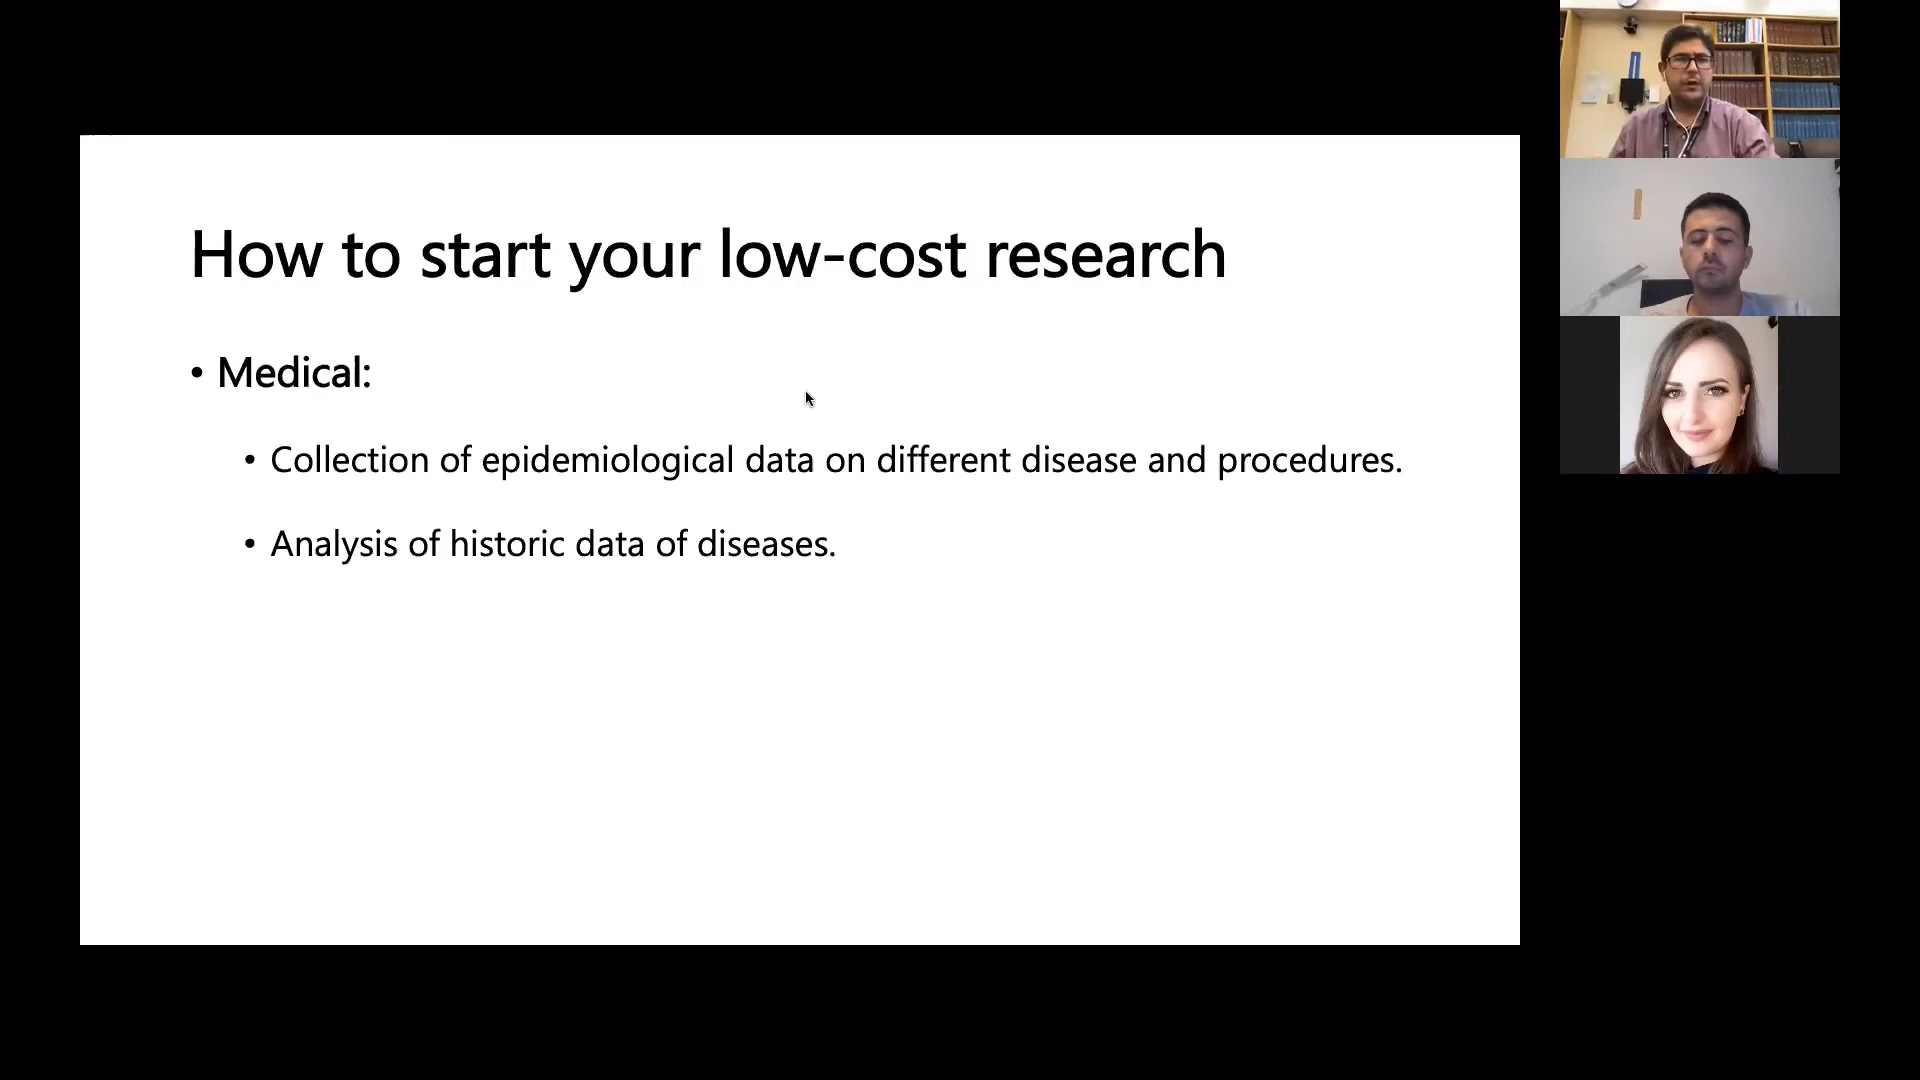 How to start your low-cost research
• Medical:
• Collection of epidemiological data on different disease and procedures.
• Analysis of historic data of diseases.